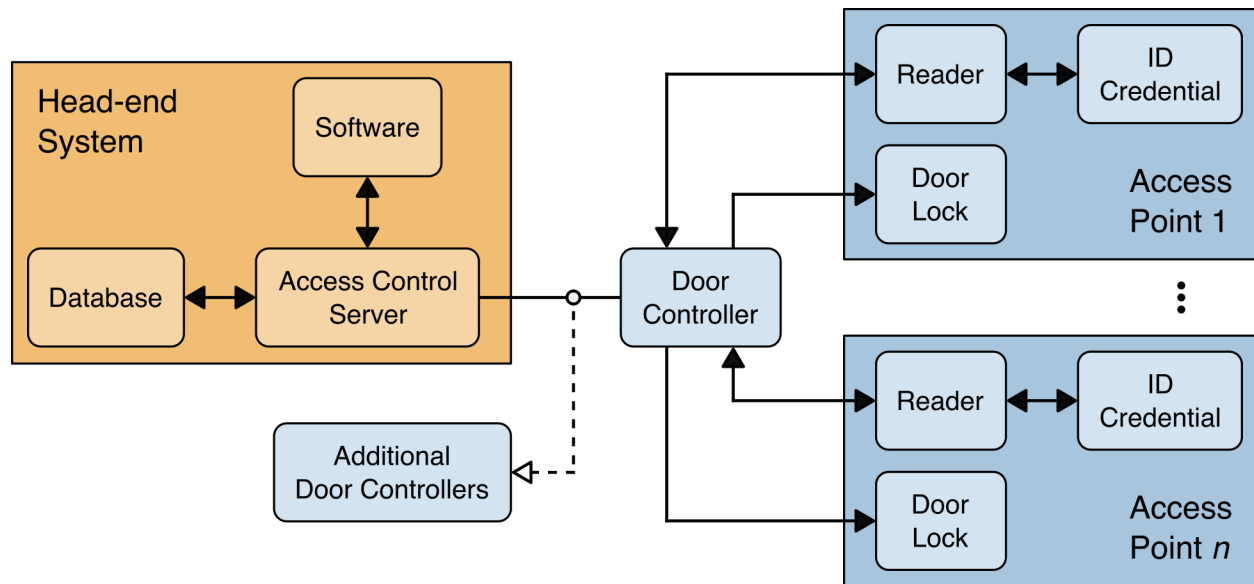 Head-end
System
Software
Database
Access Control
Server
Additional
Door Controllers
Door
Controller
Reader
ID
Credential
Door
Lock
Access
Point 1
Reader
ID
Credential
Door
Lock
Access
Point n